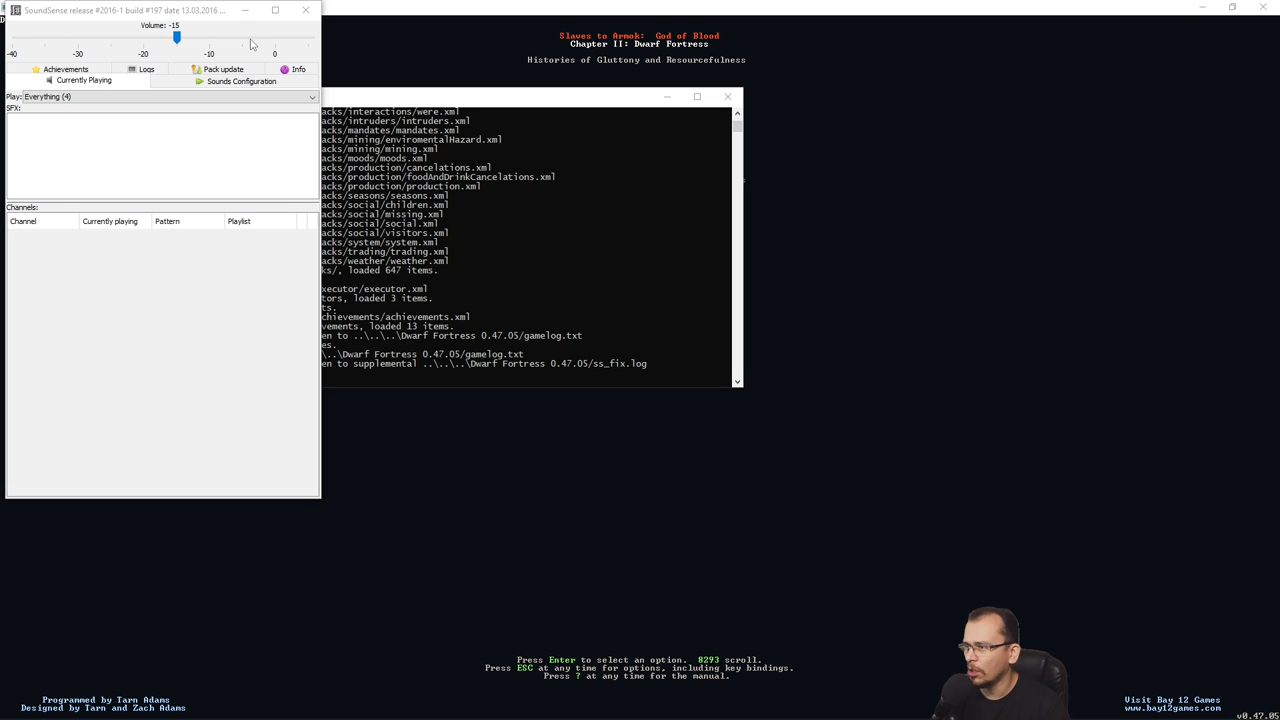 SoundSense release #2016-1 build #197 date 13.03.2016 ...
Volume: -15
-40 -30 -20 -10 0
Achievements Logs Pack update Info
Currently Playing Sounds Configuration
Play: Everything (4)
SFX:
Channels:
Channel Currently playing Pattern Playlist
Slaves to Armok: God of Blood
Chapter II: Dwarf Fortress
Histories of Gluttony and Resourcefulness
acks/interactions/were.xml
acks/intruders/intruders.xml
acks/mandates/mandates.xml
acks/mining/enviromentalHazard.xml
acks/mining/mining.xml
acks/moods/moods.xml
acks/production/cancelations.xml
acks/production/foodAndDrinkCancelations.xml
acks/production/production.xml
acks/seasons/seasons.xml
acks/social/children.xml
acks/social/missing.xml
acks/social/social.xml
acks/social/visitors.xml
acks/system/system.xml
acks/trading/trading.xml
acks/weather/weather.xml
ks/, loaded 647 items.
xecutor/executor.xml
tors, loaded 3 items.
ts.
chievements/achievements.xml
vements, loaded 13 items.
en to ..\..\..\Dwarf Fortress 0.47.05/gamelog.txt
es.
\..\Dwarf Fortress 0.47.05/gamelog.txt
en to supplemental ..\..\..\Dwarf Fortress 0.47.05/ss_fix.log
Press Enter to select an option. 8293 scroll.
Press ESC at any time for options, including key bindings.
Press ? at any time for the manual.
Programmed by Tarn Adams
Designed by Tarn and Zach Adams
Visit Bay 12 Games
www.bay12games.com
v0.47.05